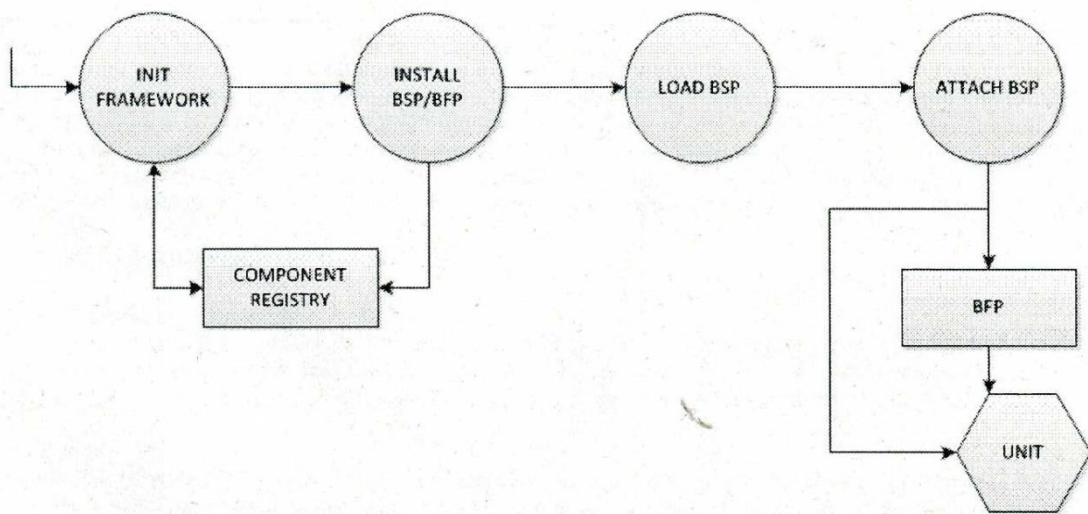 INIT
FRAMEWORK
INSTALL
BSP/BFP
LOAD BSP
ATTACH BSP
COMPONENT
REGISTRY
BFP
UNIT